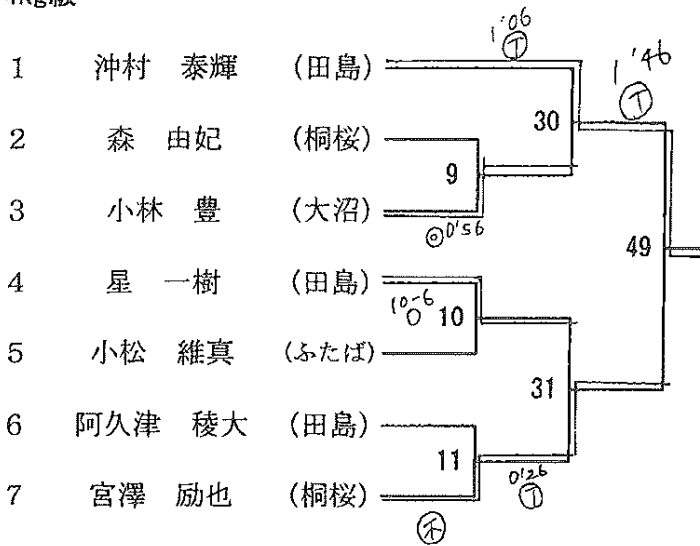 1 沖村 泰輝 (田島)
1'06 Ⓣ
30
1'46 Ⓣ
2 森 由妃 (桐桜)
9
3 小林 豊 (大沼)
◎0'56
49
4 星 一樹 (田島)
10-6
○
10
5 小松 維真 (ふたば)
31
6 阿久津 稜大 (田島)
11
0'26
Ⓣ
7 宮澤 励也 (桐桜)